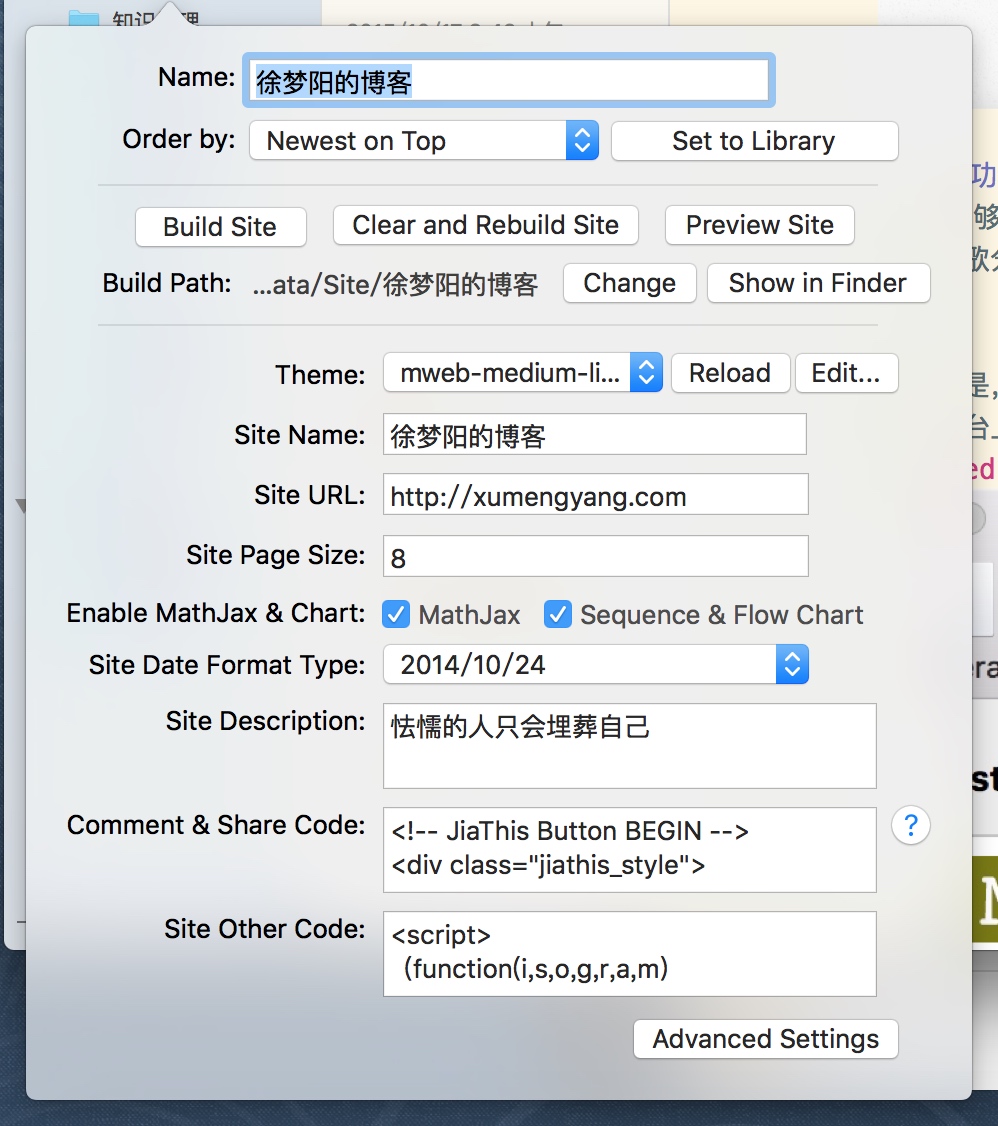 Name: 徐梦阳的博客
Order by: Newest on Top Set to Library
Build Site Clear and Rebuild Site Preview Site
Build Path: ...ata/Site/徐梦阳的博客 Change Show in Finder
Theme: mweb-medium-li... Reload Edit...
Site Name: 徐梦阳的博客
Site URL: http://xumengyang.com
Site Page Size: 8
Enable MathJax & Chart: MathJax Sequence & Flow Chart
Site Date Format Type: 2014/10/24
Site Description: 怯懦的人只会埋葬自己
Comment & Share Code: <!-- JiaThis Button BEGIN --> ?
<div class="jiathis_style">
Site Other Code: <script>
(function(i,s,o,g,r,a,m)
Advanced Settings